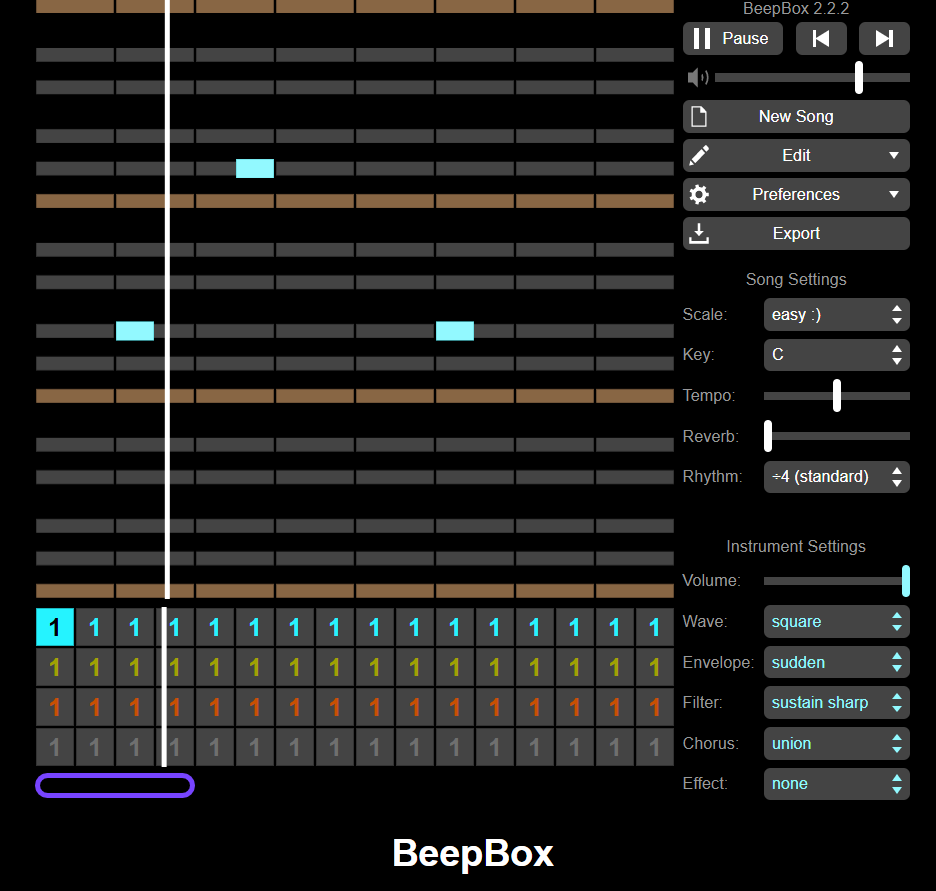 BeepBox 2.2.2
Pause
New Song
Edit
Preferences
Export
Song Settings
Scale: easy :)
Key: C
Tempo:
Reverb:
Rhythm: ÷4 (standard)
Instrument Settings
Volume:
Wave: square
Envelope: sudden
Filter: sustain sharp
Chorus: union
Effect: none
1 1 1 1 1 1 1 1 1 1 1 1 1 1 1 1
1 1 1 1 1 1 1 1 1 1 1 1 1 1 1 1
1 1 1 1 1 1 1 1 1 1 1 1 1 1 1 1
1 1 1 1 1 1 1 1 1 1 1 1 1 1 1 1
BeepBox